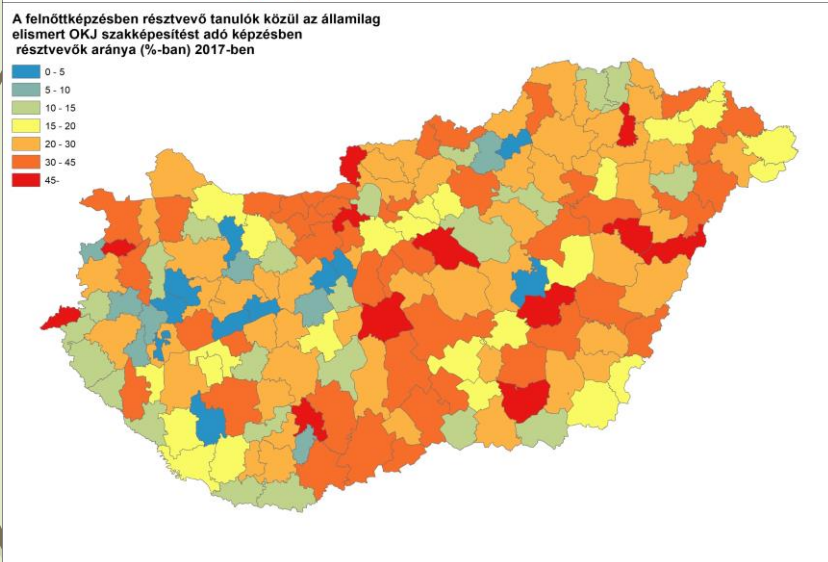 A felnőttképzésben résztvevő tanulók közül az államilag
elismert OKJ szakképesítést adó képzésben
résztvevők aránya (%-ban) 2017-ben
0 - 5
5 - 10
10 - 15
15 - 20
20 - 30
30 - 45
45-